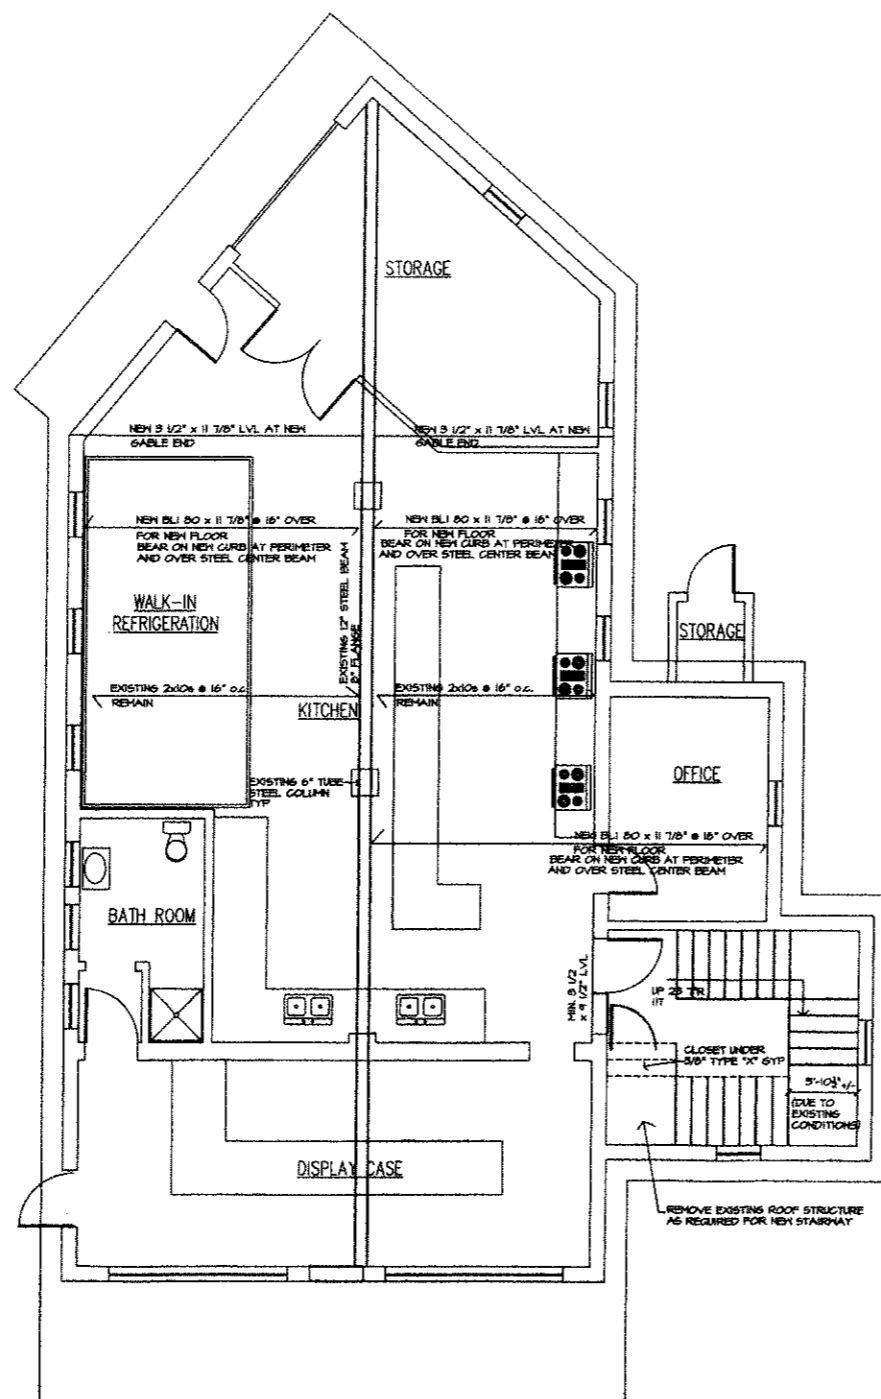 STORAGE
NEW 3 1/2" x 11 7/8" LVL AT NEW
GABLE END
NEW 3 1/2" x 11 7/8" LVL AT NEW
GABLE END
NEW BLI 80 x 11 7/8" @ 16" OVER
FOR NEW FLOOR
BEAR ON NEW CURB AT PERIMETER
AND OVER STEEL CENTER BEAM
NEW BLI 80 x 11 7/8" @ 16" OVER
FOR NEW FLOOR
BEAR ON NEW CURB AT PERIMETER
AND OVER STEEL CENTER BEAM
EXISTING 12" STEEL BEAM
8" FLANGE
WALK-IN
REFRIGERATION
STORAGE
EXISTING 2x10s @ 16" o.c.
REMAIN
EXISTING 2x10s @ 16" o.c.
REMAIN
KITCHEN
OFFICE
EXISTING 6" TUBE
STEEL COLUMN
TYP
NEW BLI 80 x 11 7/8" @ 16" OVER
FOR NEW FLOOR
BEAR ON NEW CURB AT PERIMETER
AND OVER STEEL CENTER BEAM
BATH ROOM
MIN. 3 1/2
x 9 1/2" LVL
UP 23 TR
CLOSET UNDER
5/8" TYPE "X" GYP
3'-10 1/2" +/-
(DUE TO
EXISTING
CONDITIONS)
DISPLAY CASE
REMOVE EXISTING ROOF STRUCTURE
AS REQUIRED FOR NEW STAIRWAY